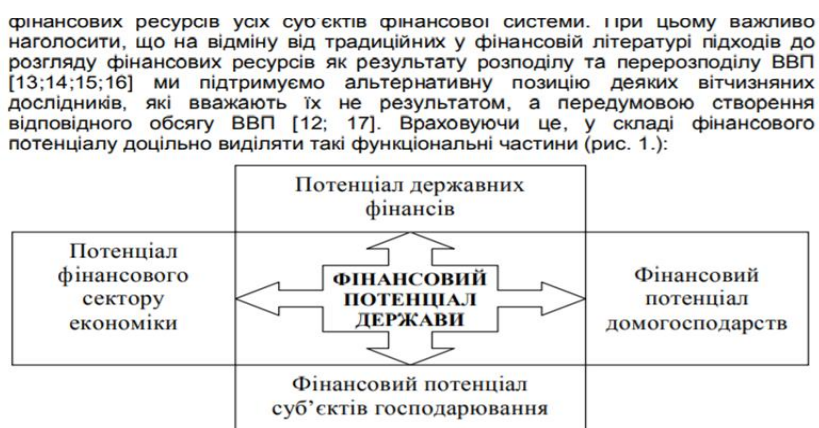 фінансових ресурсів усіх суб'єктів фінансової системи. При цьому важливо
наголосити, що на відміну від традиційних у фінансовій літературі підходів до
розгляду фінансових ресурсів як результату розподілу та перерозподілу ВВП
[13;14;15;16] ми підтримуємо альтернативну позицію деяких вітчизняних
дослідників, які вважають їх не результатом, а передумовою створення
відповідного обсягу ВВП [12; 17]. Враховуючи це, у складі фінансового
потенціалу доцільно виділяти такі функціональні частини (рис. 1.):
Потенціал державних
фінансів
Потенціал
фінансового
сектору
економіки
ФІНАНСОВИЙ
ПОТЕНЦІАЛ
ДЕРЖАВИ
Фінансовий
потенціал
домогосподарств
Фінансовий потенціал
суб’єктів господарювання